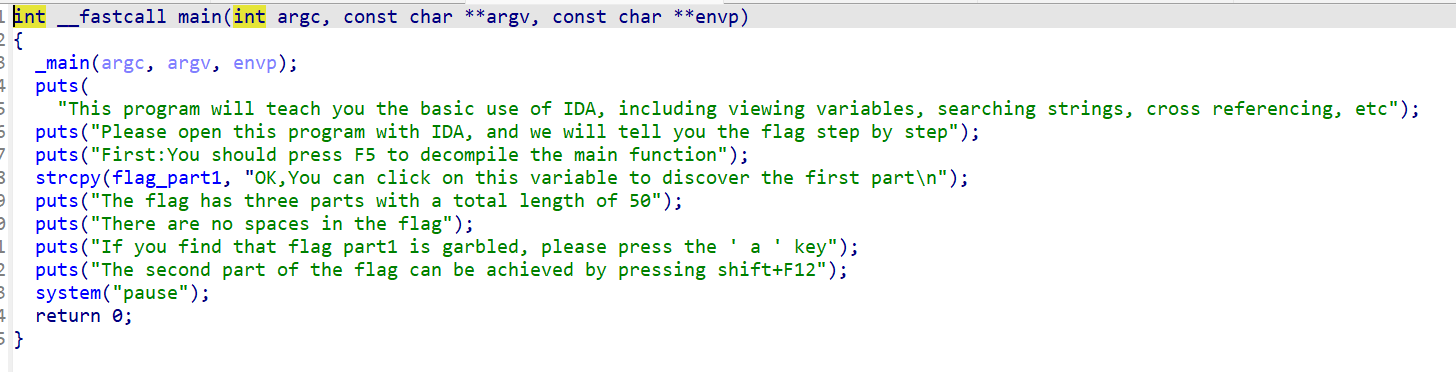 1 int __fastcall main(int argc, const char **argv, const char **envp)
2 {
3 _main(argc, argv, envp);
4 puts(
5 "This program will teach you the basic use of IDA, including viewing variables, searching strings, cross referencing, etc");
6 puts("Please open this program with IDA, and we will tell you the flag step by step");
7 puts("First:You should press F5 to decompile the main function");
8 strcpy(flag_part1, "OK,You can click on this variable to discover the first part\n");
9 puts("The flag has three parts with a total length of 50");
0 puts("There are no spaces in the flag");
1 puts("If you find that flag part1 is garbled, please press the ' a ' key");
2 puts("The second part of the flag can be achieved by pressing shift+F12");
3 system("pause");
4 return 0;
5 }